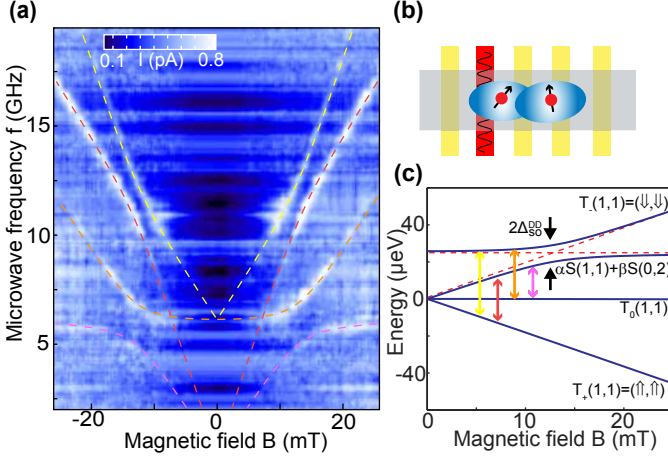 (a)
0.1 I (pA) 0.8
Microwave frequency f (GHz)
15
10
5
-20
0
20
Magnetic field B (mT)
(b)
(c)
T₋(1,1)=(⇓,⇓)
2Δ_SO^DD
αS(1,1)+βS(0,2)
T₀(1,1)
T₊(1,1)=(⇑,⇑)
Energy (µeV)
40
0
-40
0
10
20
Magnetic field B (mT)